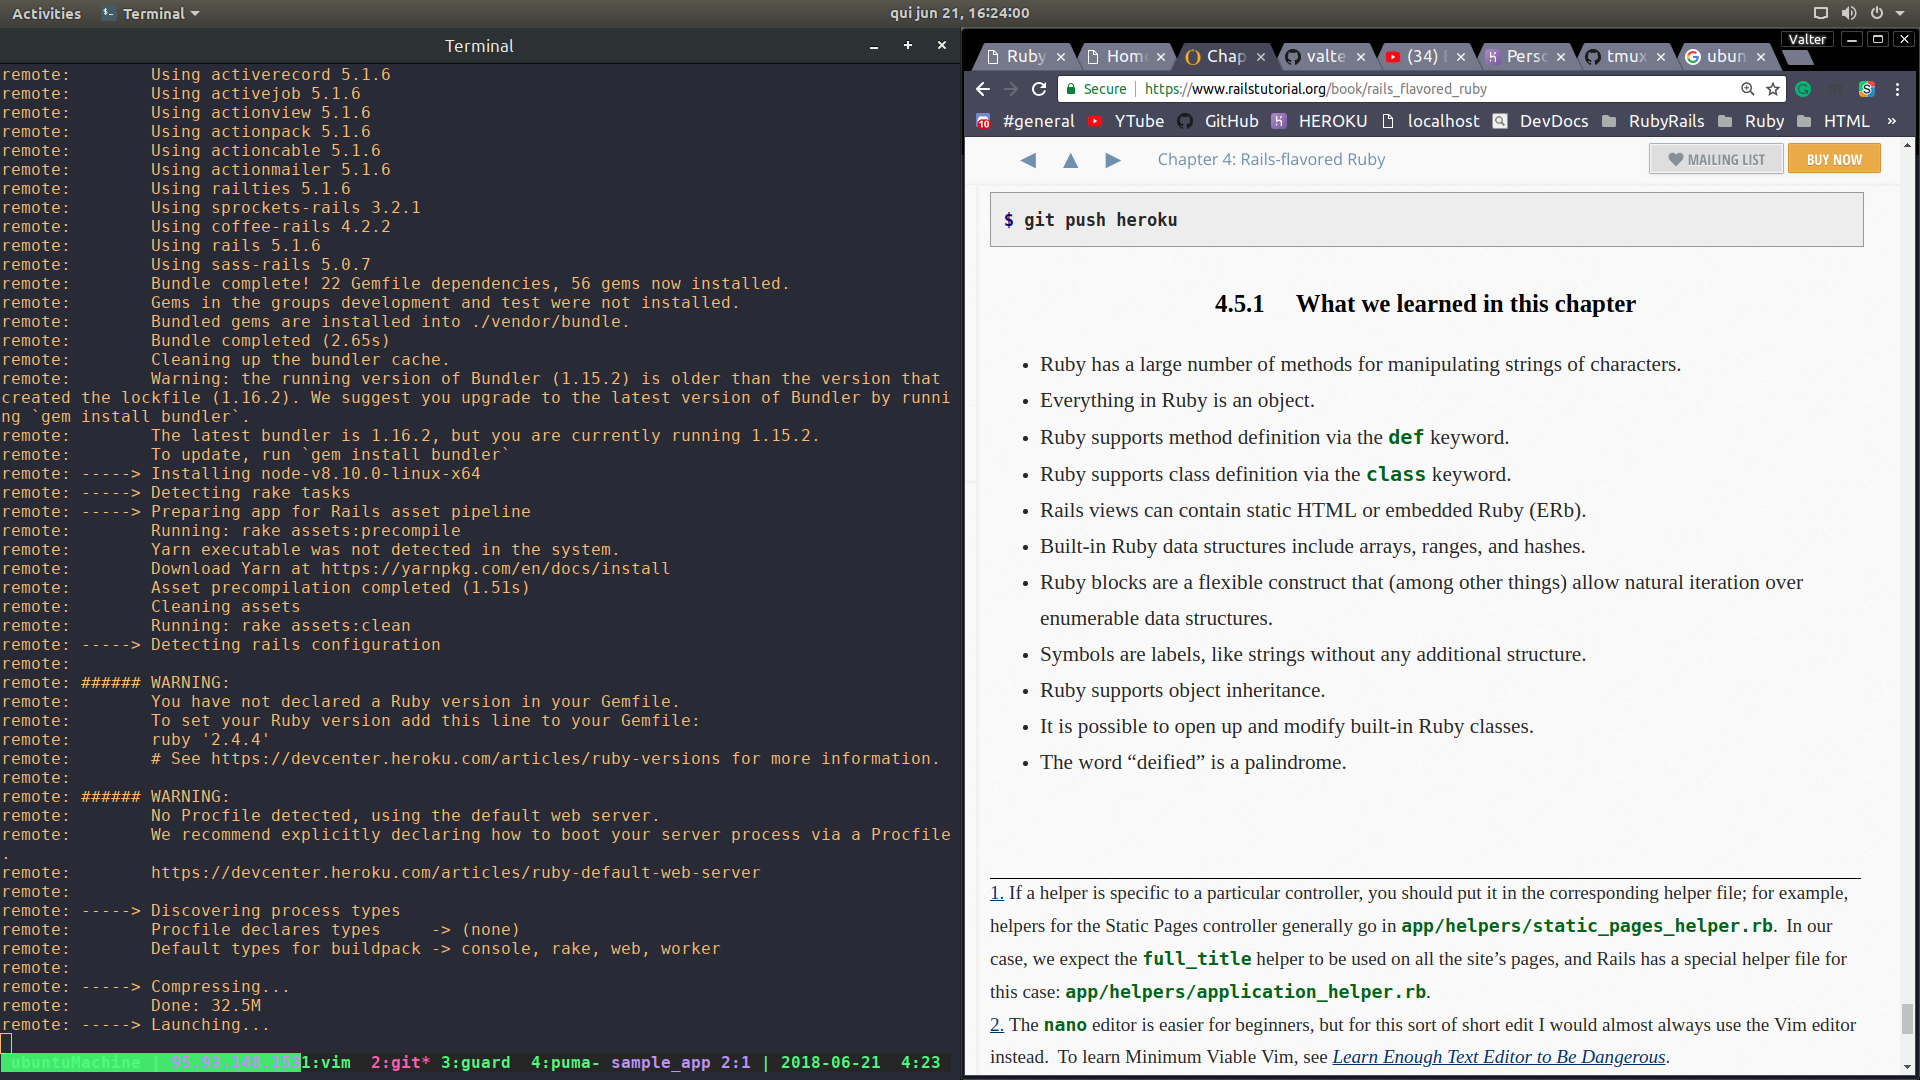 Activities Terminal qui jun 21, 16:24:00
Terminal
remote: Using activerecord 5.1.6
remote: Using activejob 5.1.6
remote: Using actionview 5.1.6
remote: Using actionpack 5.1.6
remote: Using actioncable 5.1.6
remote: Using actionmailer 5.1.6
remote: Using railties 5.1.6
remote: Using sprockets-rails 3.2.1
remote: Using coffee-rails 4.2.2
remote: Using rails 5.1.6
remote: Using sass-rails 5.0.7
remote: Bundle complete! 22 Gemfile dependencies, 56 gems now installed.
remote: Gems in the groups development and test were not installed.
remote: Bundled gems are installed into ./vendor/bundle.
remote: Bundle completed (2.65s)
remote: Cleaning up the bundler cache.
remote: Warning: the running version of Bundler (1.15.2) is older than the version that
created the lockfile (1.16.2). We suggest you upgrade to the latest version of Bundler by runni
ng `gem install bundler`.
remote: The latest bundler is 1.16.2, but you are currently running 1.15.2.
remote: To update, run `gem install bundler`
remote: -----> Installing node-v8.10.0-linux-x64
remote: -----> Detecting rake tasks
remote: -----> Preparing app for Rails asset pipeline
remote: Running: rake assets:precompile
remote: Yarn executable was not detected in the system.
remote: Download Yarn at https://yarnpkg.com/en/docs/install
remote: Asset precompilation completed (1.51s)
remote: Cleaning assets
remote: Running: rake assets:clean
remote: -----> Detecting rails configuration
remote:
remote: ###### WARNING:
remote: You have not declared a Ruby version in your Gemfile.
remote: To set your Ruby version add this line to your Gemfile:
remote: ruby '2.4.4'
remote: # See https://devcenter.heroku.com/articles/ruby-versions for more information.
remote:
remote: ###### WARNING:
remote: No Procfile detected, using the default web server.
remote: We recommend explicitly declaring how to boot your server process via a Procfile
.
remote: https://devcenter.heroku.com/articles/ruby-default-web-server
remote:
remote: -----> Discovering process types
remote: Procfile declares types -> (none)
remote: Default types for buildpack -> console, rake, web, worker
remote:
remote: -----> Compressing...
remote: Done: 32.5M
remote: -----> Launching...
ubuntuMachine | 1:vim 2:git* 3:guard 4:puma- sample_app 2:1 | 2018-06-21 4:23
Valter
Ruby Hom Chap valte (34) Perso tmux ubun
Secure https://www.railstutorial.org/book/rails_flavored_ruby
10 #general YTube GitHub HEROKU localhost DevDocs RubyRails Ruby HTML »
Chapter 4: Rails-flavored Ruby MAILING LIST BUY NOW
$ git push heroku
4.5.1 What we learned in this chapter
• Ruby has a large number of methods for manipulating strings of characters.
• Everything in Ruby is an object.
• Ruby supports method definition via the def keyword.
• Ruby supports class definition via the class keyword.
• Rails views can contain static HTML or embedded Ruby (ERb).
• Built-in Ruby data structures include arrays, ranges, and hashes.
• Ruby blocks are a flexible construct that (among other things) allow natural iteration over
enumerable data structures.
• Symbols are labels, like strings without any additional structure.
• Ruby supports object inheritance.
• It is possible to open up and modify built-in Ruby classes.
• The word “deified” is a palindrome.
1. If a helper is specific to a particular controller, you should put it in the corresponding helper file; for example,
helpers for the Static Pages controller generally go in app/helpers/static_pages_helper.rb. In our
case, we expect the full_title helper to be used on all the site’s pages, and Rails has a special helper file for
this case: app/helpers/application_helper.rb.
2. The nano editor is easier for beginners, but for this sort of short edit I would almost always use the Vim editor
instead. To learn Minimum Viable Vim, see Learn Enough Text Editor to Be Dangerous.